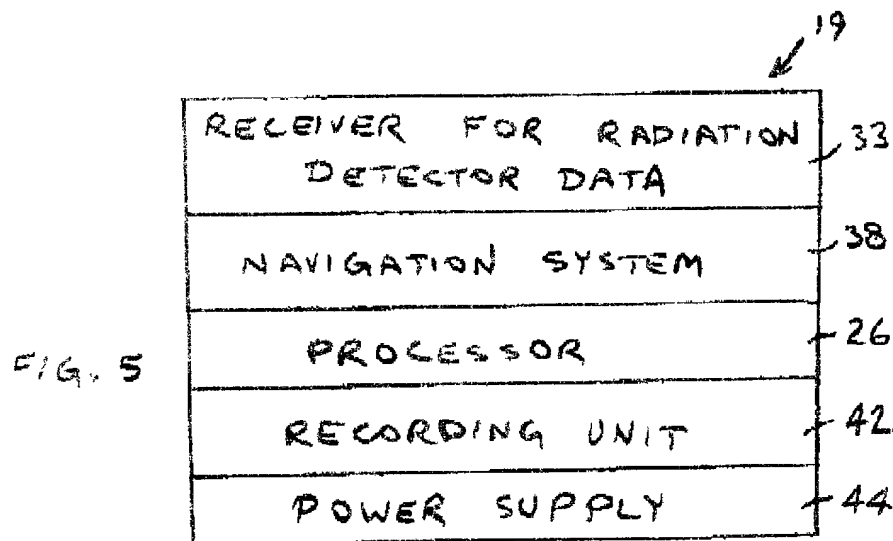 19
RECEIVER FOR RADIATION
DETECTOR DATA
33
NAVIGATION SYSTEM
38
PROCESSOR
26
RECORDING UNIT
42
POWER SUPPLY
44
FIG. 5